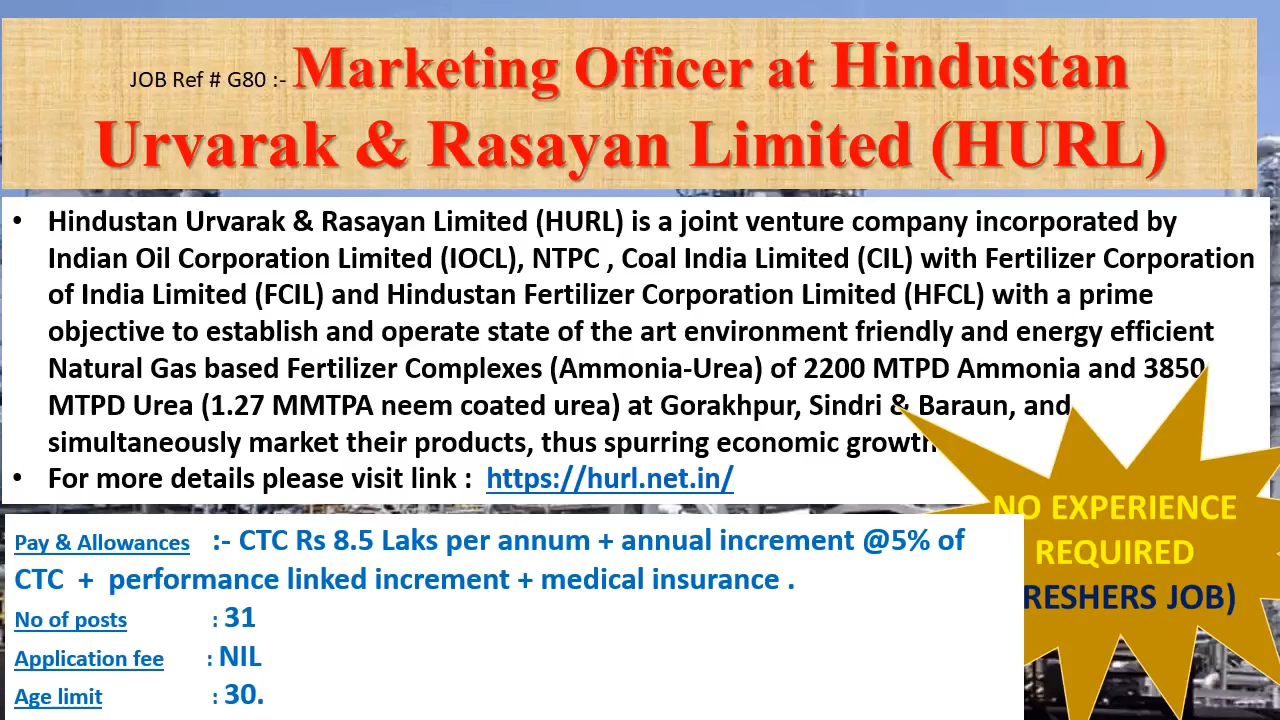 JOB Ref # G80 :- Marketing Officer at Hindustan
Urvarak & Rasayan Limited (HURL)
• Hindustan Urvarak & Rasayan Limited (HURL) is a joint venture company incorporated by
Indian Oil Corporation Limited (IOCL), NTPC , Coal India Limited (CIL) with Fertilizer Corporation
of India Limited (FCIL) and Hindustan Fertilizer Corporation Limited (HFCL) with a prime
objective to establish and operate state of the art environment friendly and energy efficient
Natural Gas based Fertilizer Complexes (Ammonia-Urea) of 2200 MTPD Ammonia and 3850
MTPD Urea (1.27 MMTPA neem coated urea) at Gorakhpur, Sindri & Baraun, and
simultaneously market their products, thus spurring economic growth
• For more details please visit link : https://hurl.net.in/
NO EXPERIENCE
REQUIRED
RESHERS JOB)
Pay & Allowances :- CTC Rs 8.5 Laks per annum + annual increment @5% of
CTC + performance linked increment + medical insurance .
No of posts : 31
Application fee : NIL
Age limit : 30.